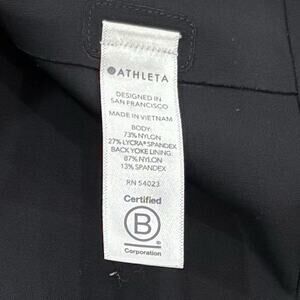 ATHLETA
DESIGNED IN
SAN FRANCISCO
MADE IN VIETNAM
BODY:
73% NYLON
27% LYCRA® SPANDEX
BACK YOKE LINING
87% NYLON
13% SPANDEX
RN 54023
Certified
B
Corporation